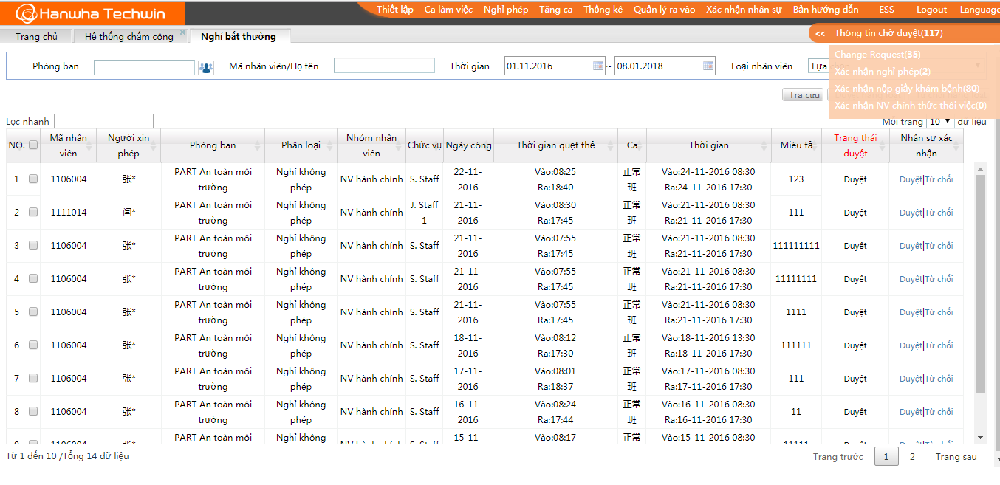 Hanwha Techwin
Thiết lập Ca làm việc Nghỉ phép Tăng ca Thống kê Quản lý ra vào Xác nhận nhân sự Bản hướng dẫn ESS Logout Language
Trang chủ Hệ thống chấm công Nghỉ bất thường
<< Thông tin chờ duyệt(117)
Change Request(35)
Xác nhận nghỉ phép(2)
Xác nhận nộp giấy khám bệnh(80)
Xác nhận NV chính thức thôi việc(0)
Phòng ban Mã nhân viên/Họ tên Thời gian 01.11.2016 ~ 08.01.2018 Loại nhân viên Lựa
Tra cứu
Lọc nhanh Mỗi trang 10 dữ liệu
NO. Mã nhân viên Người xin phép Phòng ban Phân loại Nhóm nhân viên Chức vụ Ngày công Thời gian quẹt thẻ Ca Thời gian Miêu tả Trạng thái duyệt Nhân sự xác nhận
1 1106004 张* PART An toàn môi trường Nghỉ không phép NV hành chính S. Staff 22-11-2016 Vào:08:25 Ra:18:40 正常班 Vào:24-11-2016 08:30 Ra:24-11-2016 17:30 123 Duyệt Duyệt|Từ chối
2 1111014 闫* PART An toàn môi trường Nghỉ không phép NV hành chính J. Staff 1 21-11-2016 Vào:08:30 Ra:17:45 正常班 Vào:21-11-2016 08:30 Ra:21-11-2016 17:30 111 Duyệt Duyệt|Từ chối
3 1106004 张* PART An toàn môi trường Nghỉ không phép NV hành chính S. Staff 21-11-2016 Vào:07:55 Ra:17:45 正常班 Vào:21-11-2016 08:30 Ra:21-11-2016 17:30 111111111 Duyệt Duyệt|Từ chối
4 1106004 张* PART An toàn môi trường Nghỉ không phép NV hành chính S. Staff 21-11-2016 Vào:07:55 Ra:17:45 正常班 Vào:21-11-2016 08:30 Ra:21-11-2016 17:30 11111111 Duyệt Duyệt|Từ chối
5 1106004 张* PART An toàn môi trường Nghỉ không phép NV hành chính S. Staff 21-11-2016 Vào:07:55 Ra:17:45 正常班 Vào:21-11-2016 08:30 Ra:21-11-2016 17:30 1111 Duyệt Duyệt|Từ chối
6 1106004 张* PART An toàn môi trường Nghỉ không phép NV hành chính S. Staff 18-11-2016 Vào:08:12 Ra:17:30 正常班 Vào:18-11-2016 13:30 Ra:18-11-2016 17:30 111111 Duyệt Duyệt|Từ chối
7 1106004 张* PART An toàn môi trường Nghỉ không phép NV hành chính S. Staff 17-11-2016 Vào:08:01 Ra:18:37 正常班 Vào:17-11-2016 08:30 Ra:17-11-2016 17:30 111 Duyệt Duyệt|Từ chối
8 1106004 张* PART An toàn môi trường Nghỉ không phép NV hành chính S. Staff 16-11-2016 Vào:08:24 Ra:17:44 正常班 Vào:16-11-2016 08:30 Ra:16-11-2016 17:30 11 Duyệt Duyệt|Từ chối
PART An toàn môi Nghỉ không 15-11- Vào:08:17 正常 Vào:15-11-2016 08:30
Từ 1 đến 10 /Tổng 14 dữ liệu Trang trước 1 2 Trang sau